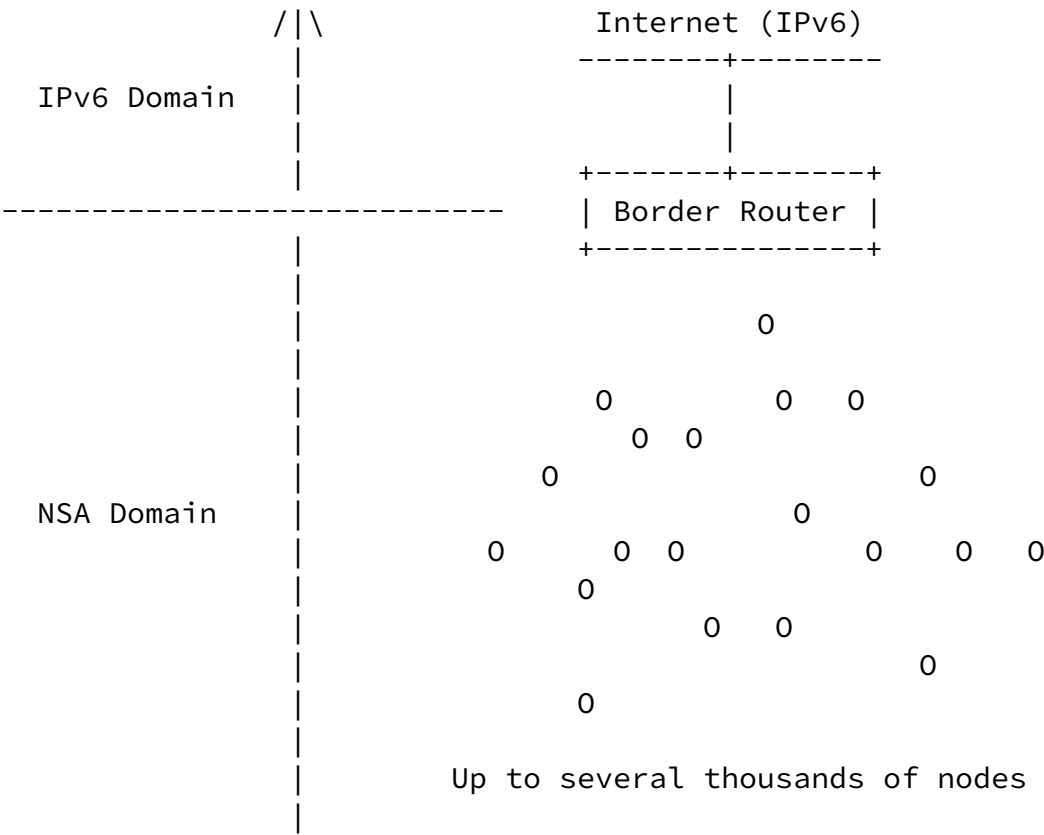 Internet (IPv6)
IPv6 Domain
Border Router
O
O O O
O O
O O
NSA Domain O
O O O O O O
O
O O
O
O
Up to several thousands of nodes